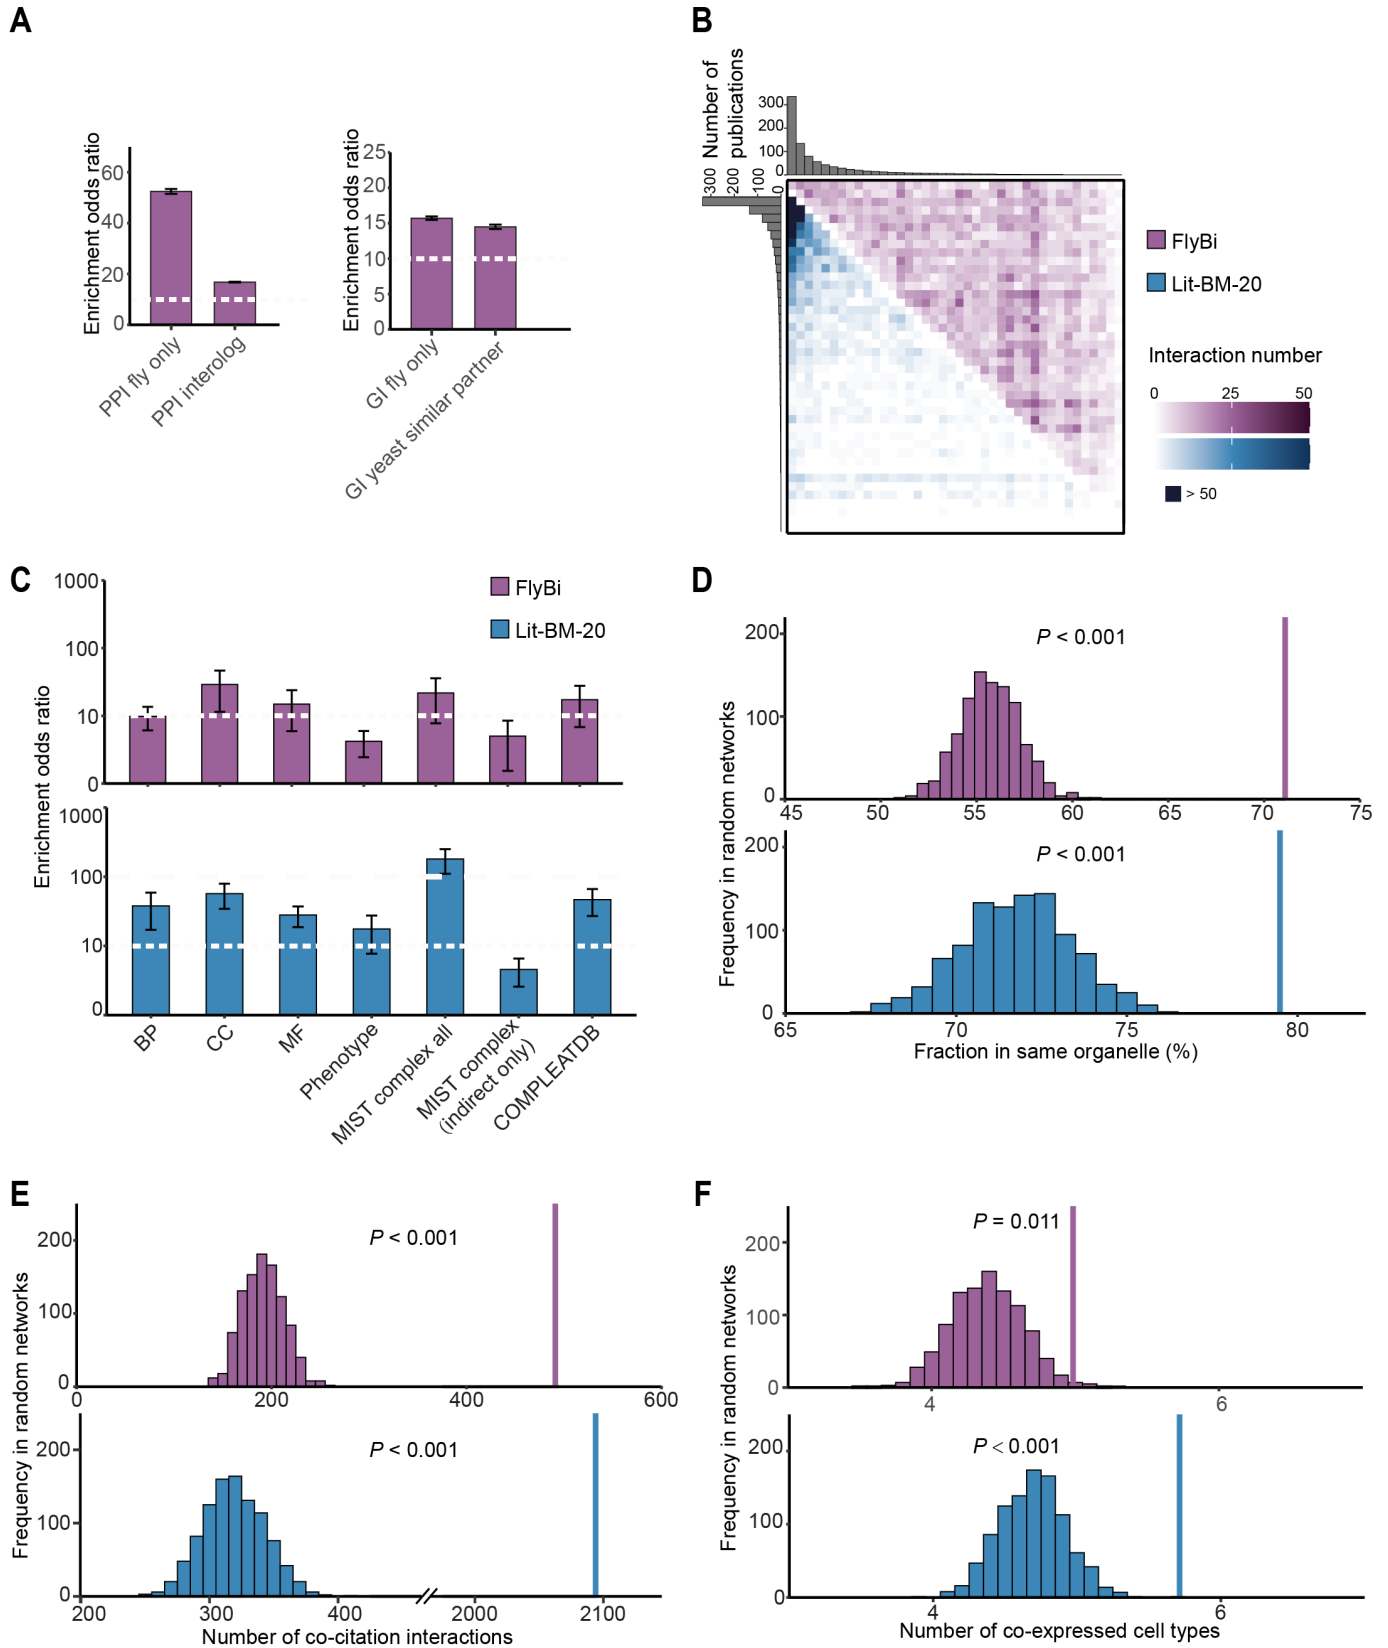 A
Enrichment odds ratio
60
40
20
0
PPI fly only
PPI interolog
Enrichment odds ratio
25
20
15
10
5
0
GI fly only
GI yeast similar partner
B
Number of
publications
300
200
100
0
300
200
100
0
FlyBi
Lit-BM-20
Interaction number
0 25 50
> 50
C
FlyBi
Lit-BM-20
Enrichment odds ratio
1000
100
10
0
1000
100
10
0
BP
CC
MF
Phenotype
MIST complex all
MIST complex
(indirect only)
COMPLEATDB
D
Frequency in random networks
200
100
0
P < 0.001
45 50 55 60 65 70 75
200
100
0
P < 0.001
65 70 75 80
Fraction in same organelle (%)
E
Frequency in random networks
200
100
0
P < 0.001
0 200 400 600
200
100
0
P < 0.001
200 300 400 2000 2100
Number of co-citation interactions
F
Frequency in random networks
200
100
0
P = 0.011
4 6
200
100
0
P < 0.001
4 6
Number of co-expressed cell types